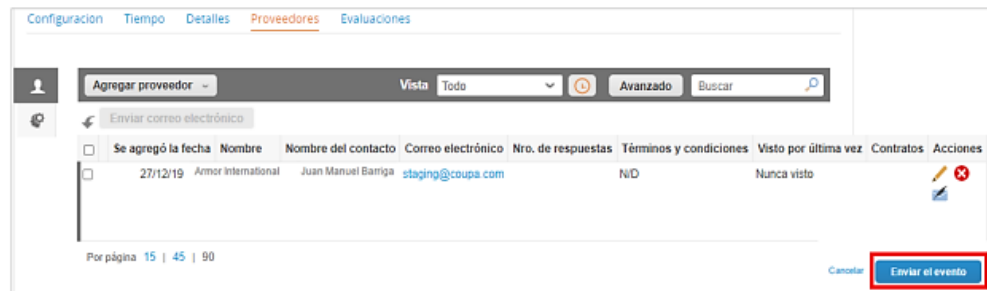 Configuracion Tiempo Detalles Proveedores Evaluaciones
Agregar proveedor Vista Todo Avanzado Buscar
Enviar correo electrónico
Se agregó la fecha Nombre Nombre del contacto Correo electrónico Nro. de respuestas Términos y condiciones Visto por última vez Contratos Acciones
27/12/19 Armor International Juan Manuel Barriga staging@coupa.com N/D Nunca visto
Por página 15 | 45 | 90
Cancelar Enviar el evento